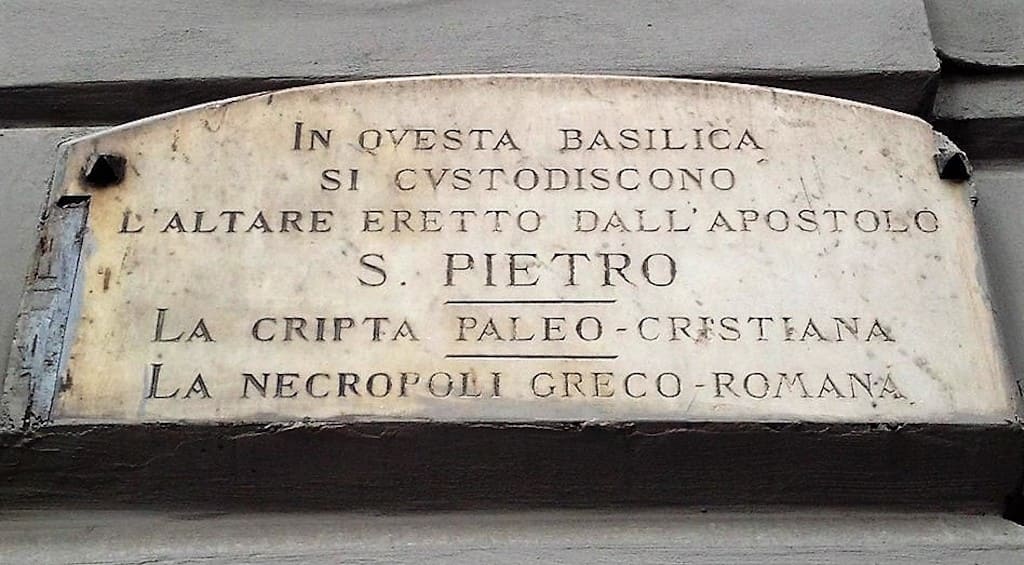 IN QVESTA BASILICA
SI CVSTODISCONO
L'ALTARE ERETTO DALL'APOSTOLO
S. PIETRO
LA CRIPTA PALEO-CRISTIANA
LA NECROPOLI GRECO-ROMANA